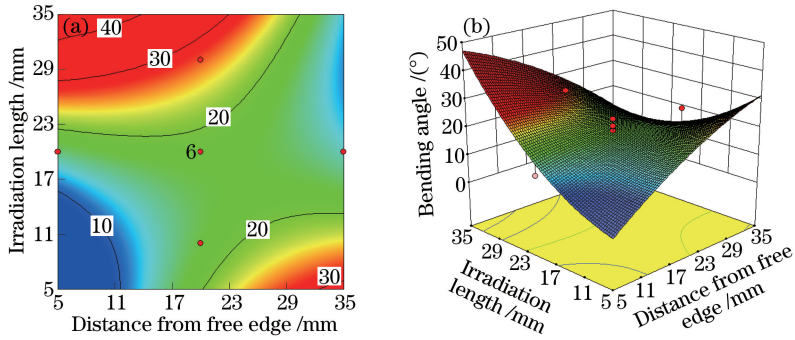 (a)
40
30
20
6
10
20
30
35
29
23
17
11
5
Irradiation length /mm
5 11 17 23 29 35
Distance from free edge /mm
(b)
50
40
30
20
10
0
Bending angle /(°)
35 29 23 17 11 5
Irradiation
length /mm
5 11 17 23 29 35
Distance from free
edge /mm